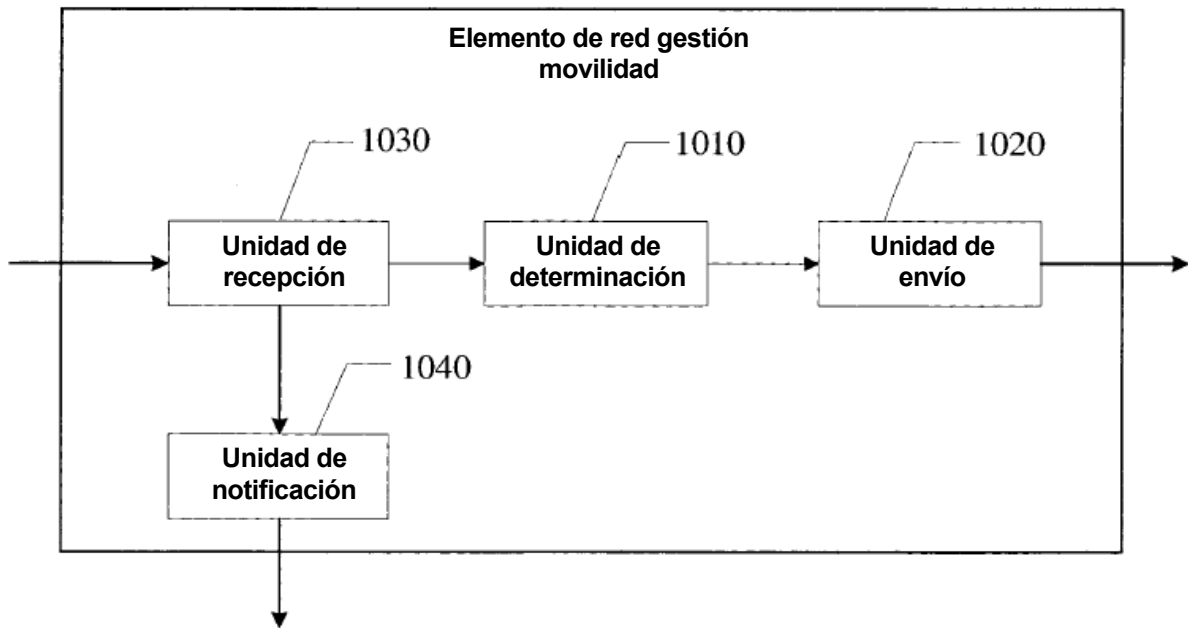 Elemento de red gestión
movilidad
1030
1010
1020
Unidad de
recepción
Unidad de
determinación
Unidad de
envío
1040
Unidad de
notificación